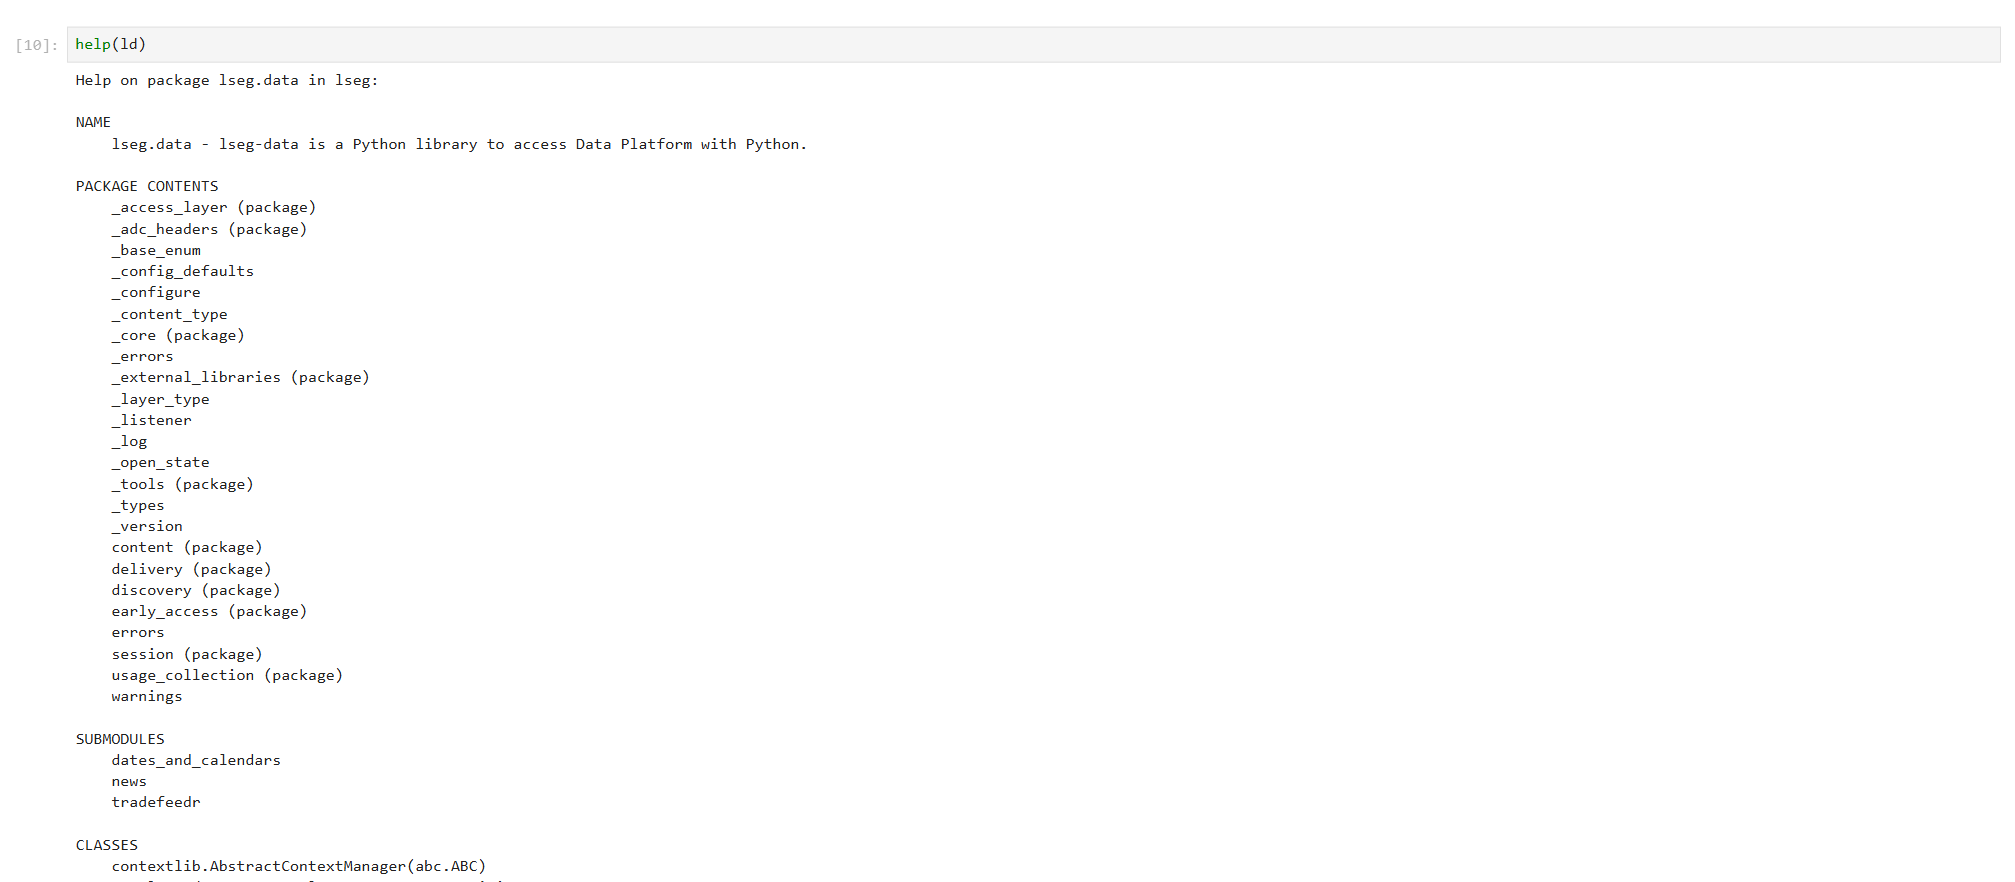 [10]: help(ld)
Help on package lseg.data in lseg:
NAME
lseg.data - lseg-data is a Python library to access Data Platform with Python.
PACKAGE CONTENTS
_access_layer (package)
_adc_headers (package)
_base_enum
_config_defaults
_configure
_content_type
_core (package)
_errors
_external_libraries (package)
_layer_type
_listener
_log
_open_state
_tools (package)
_types
_version
content (package)
delivery (package)
discovery (package)
early_access (package)
errors
session (package)
usage_collection (package)
warnings
SUBMODULES
dates_and_calendars
news
tradefeedr
CLASSES
contextlib.AbstractContextManager(abc.ABC)